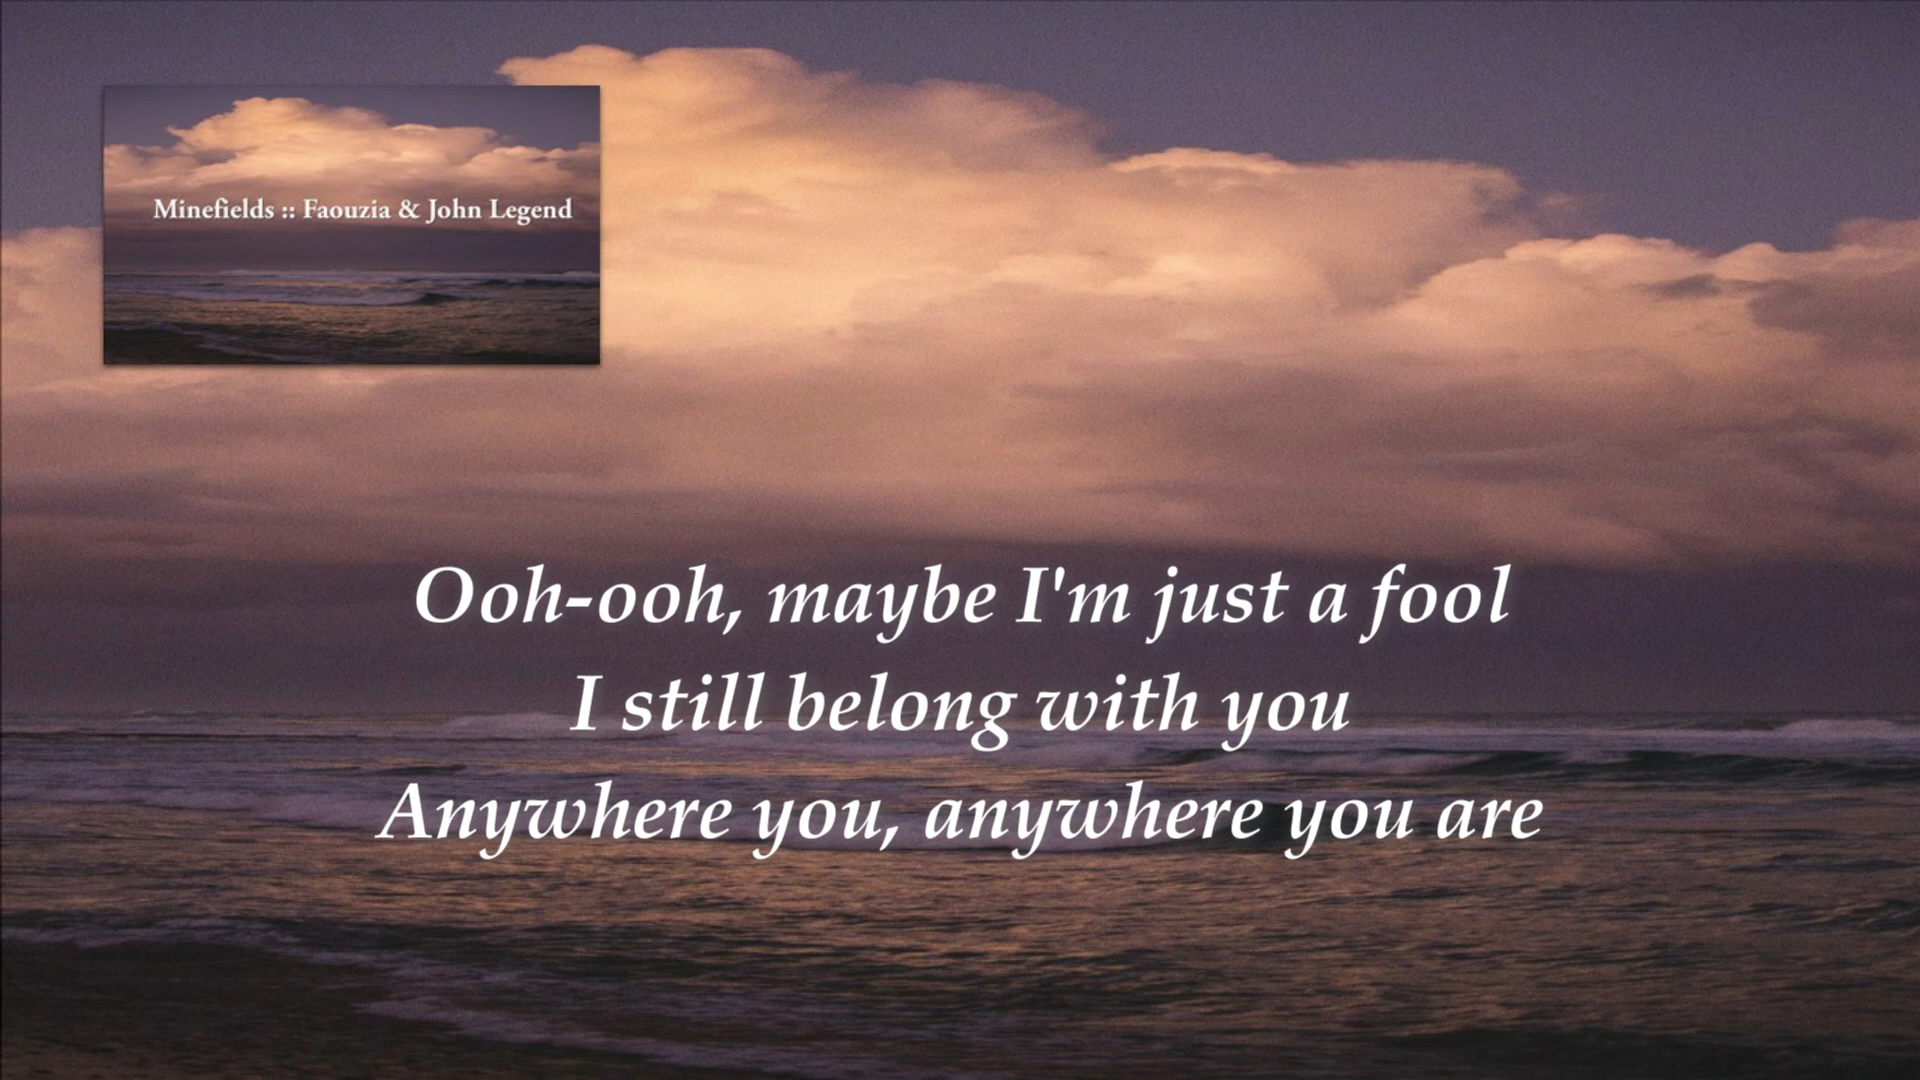 Minefields :: Faouzia & John Legend
Ooh-ooh, maybe I'm just a fool
I still belong with you
Anywhere you, anywhere you are